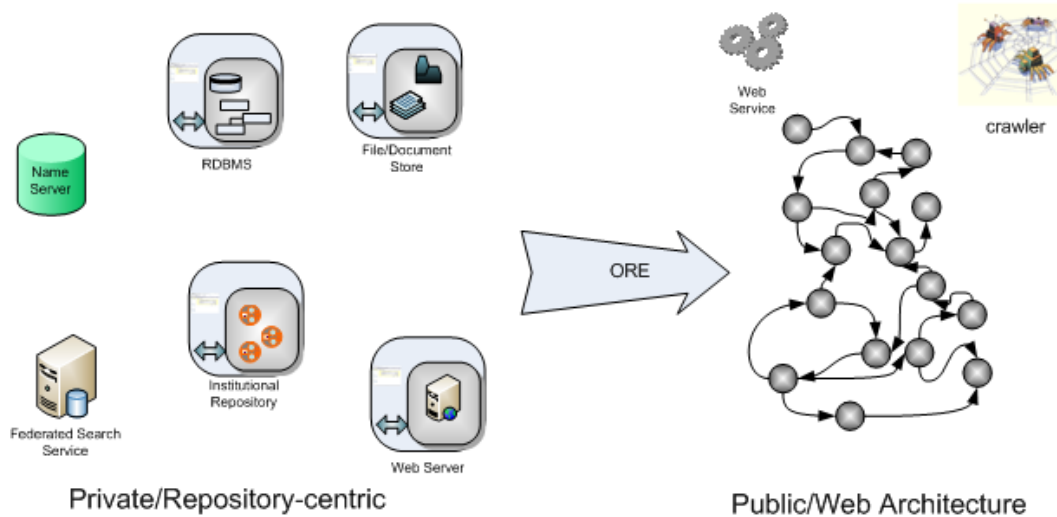 Name
Server
RDBMS
File/Document
Store
Web
Service
crawler
ORE
Federated Search
Service
Institutional
Repository
Web Server
Private/Repository-centric
Public/Web Architecture